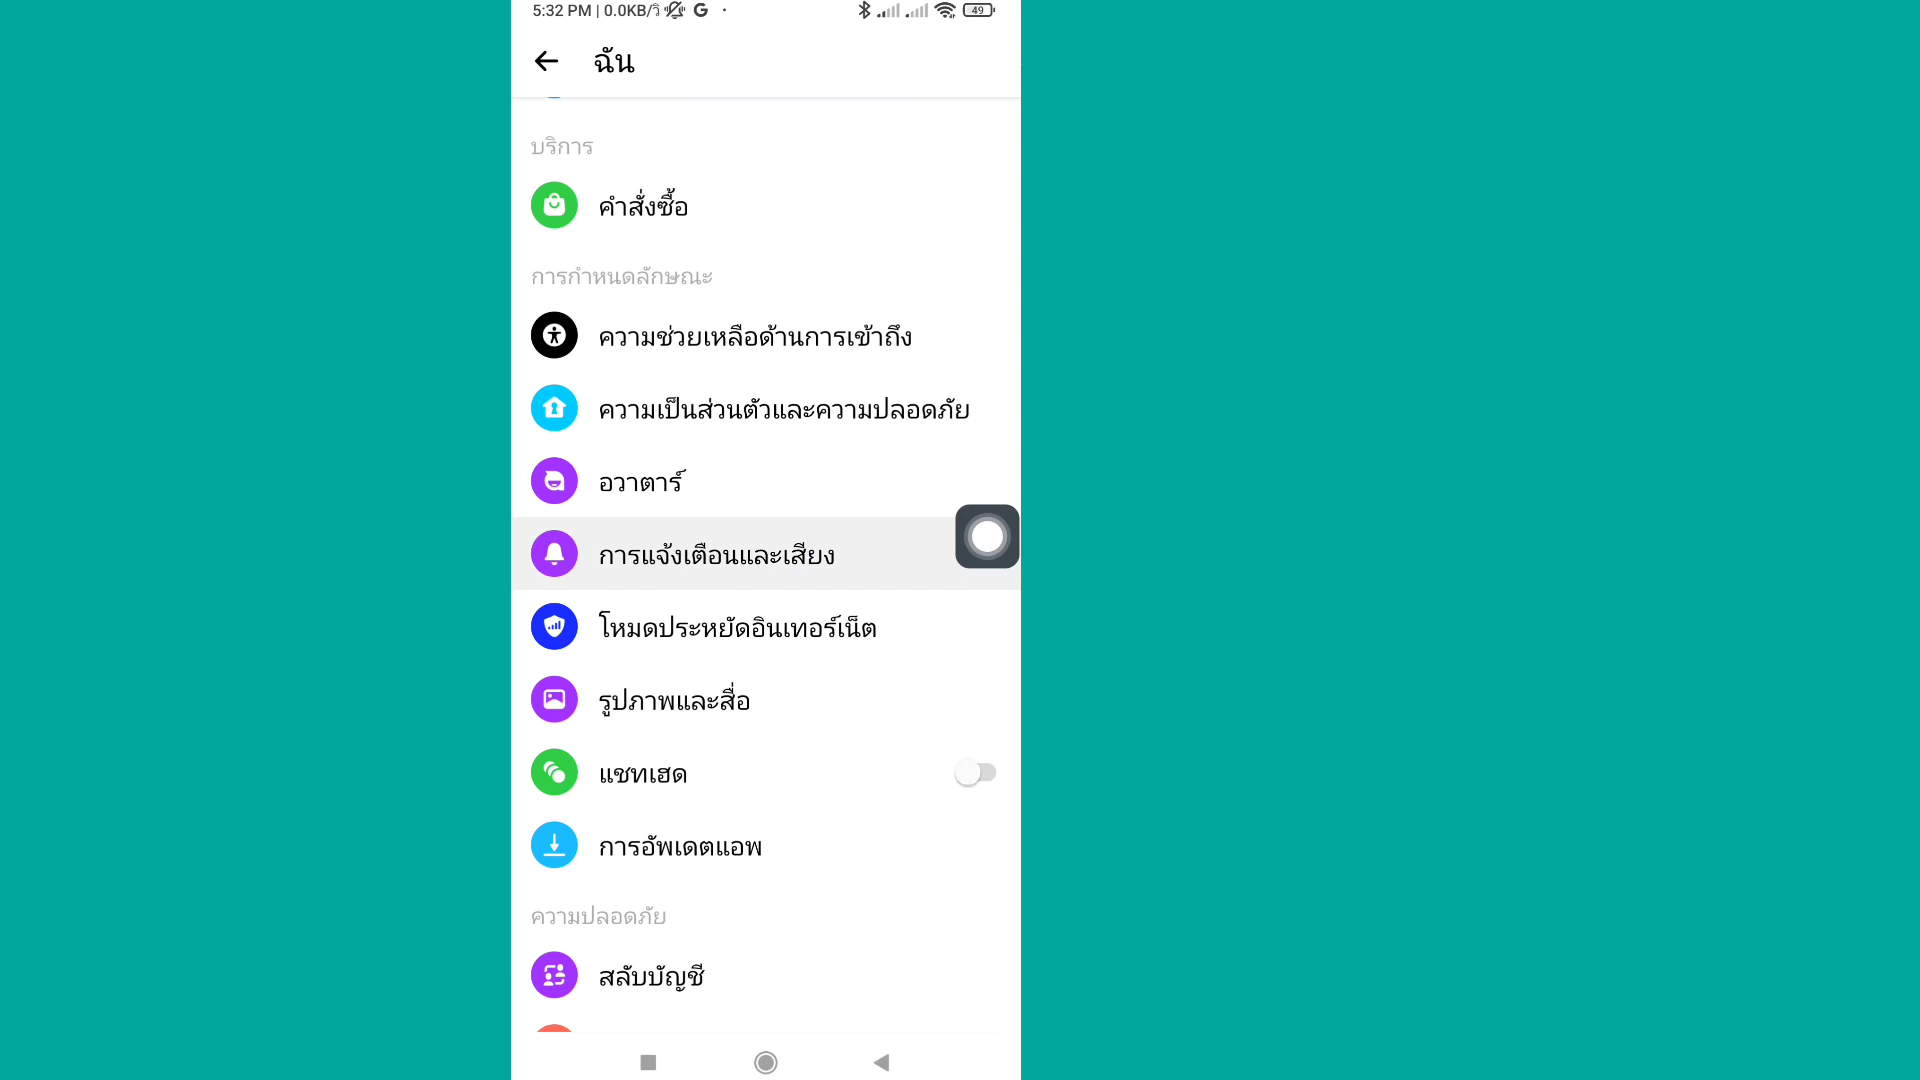 5:32 PM | 0.0KB/วิ
49
ฉัน
บริการ
คำสั่งซื้อ
การกำหนดลักษณะ
ความช่วยเหลือด้านการเข้าถึง
ความเป็นส่วนตัวและความปลอดภัย
อวาตาร์
การแจ้งเตือนและเสียง
โหมดประหยัดอินเทอร์เน็ต
รูปภาพและสื่อ
แชทเฮด
การอัพเดตแอพ
ความปลอดภัย
สลับบัญชี